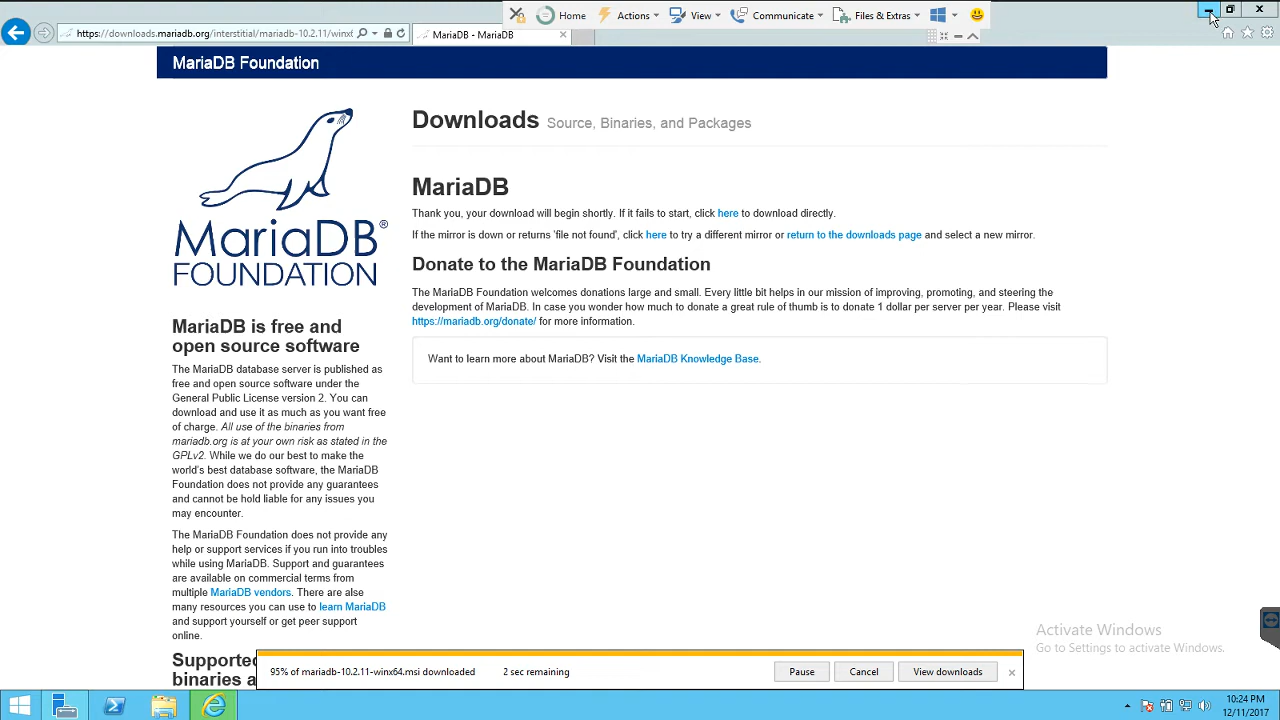 Home Actions View Communicate Files & Extras
https://downloads.mariadb.org/interstitial/mariadb-10.2.11/winx6
MariaDB - MariaDB
MariaDB Foundation
MariaDB®
FOUNDATION
MariaDB is free and
open source software
The MariaDB database server is published as
free and open source software under the
General Public License version 2. You can
download and use it as much as you want free
of charge. All use of the binaries from
mariadb.org is at your own risk as stated in the
GPLv2. While we do our best to make the
world's best database software, the MariaDB
Foundation does not provide any guarantees
and cannot be hold liable for any issues you
may encounter.
The MariaDB Foundation does not provide any
help or support services if you run into troubles
while using MariaDB. Support and guarantees
are available on commercial terms from
multiple MariaDB vendors. There are alse
many resources you can use to learn MariaDB
and support yourself or get peer support
online.
Supported
binaries a
Downloads Source, Binaries, and Packages
MariaDB
Thank you, your download will begin shortly. If it fails to start, click here to download directly.
If the mirror is down or returns 'file not found', click here to try a different mirror or return to the downloads page and select a new mirror.
Donate to the MariaDB Foundation
The MariaDB Foundation welcomes donations large and small. Every little bit helps in our mission of improving, promoting, and steering the
development of MariaDB. In case you wonder how much to donate a great rule of thumb is to donate 1 dollar per server per year. Please visit
https://mariadb.org/donate/ for more information.
Want to learn more about MariaDB? Visit the MariaDB Knowledge Base.
Activate Windows
Go to Settings to activate Windows.
95% of mariadb-10.2.11-winx64.msi downloaded 2 sec remaining Pause Cancel View downloads
10:24 PM
12/11/2017